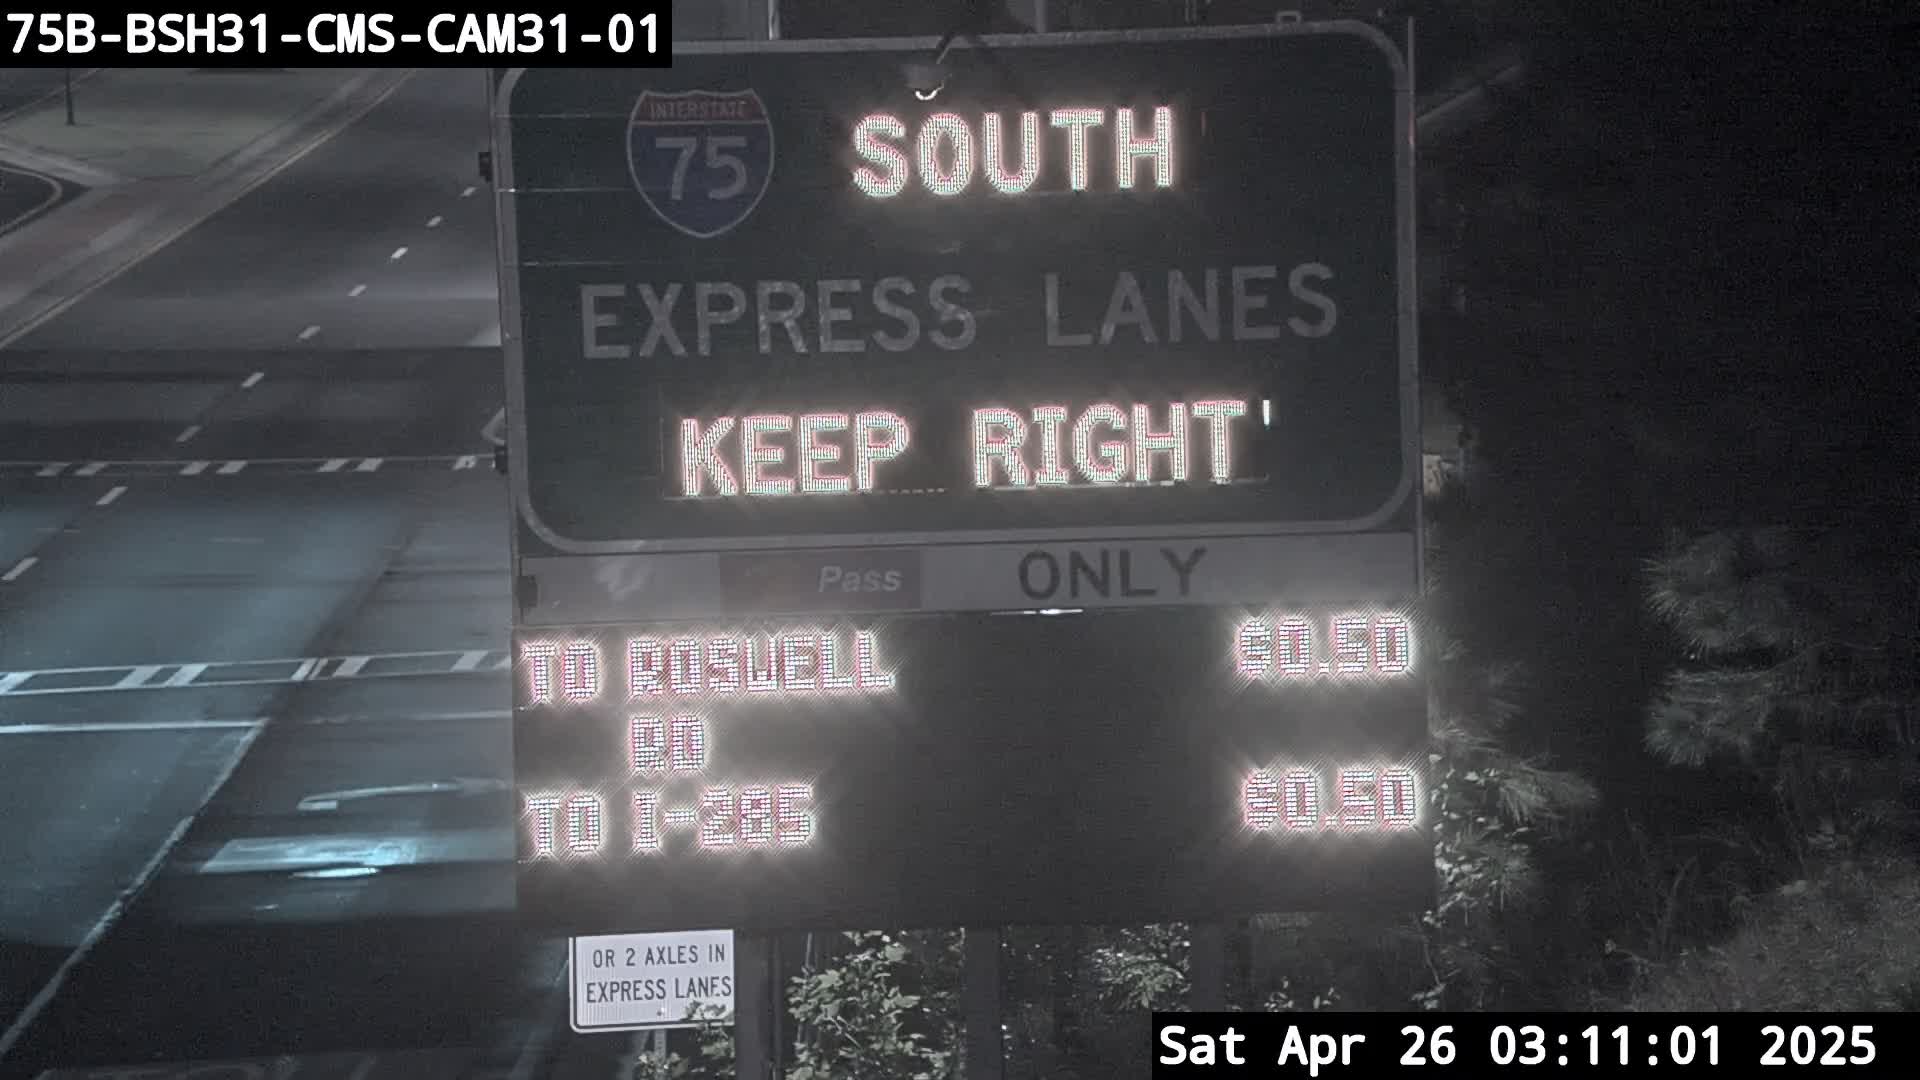 75B-BSH31-CMS-CAM31-01
INTERSTATE
75
SOUTH
EXPRESS LANES
KEEP RIGHT'
Pass ONLY
TO ROSWELL $0.50
RD
TO I-285 $0.50
OR 2 AXLES IN
EXPRESS LANES
Sat Apr 26 03:11:01 2025